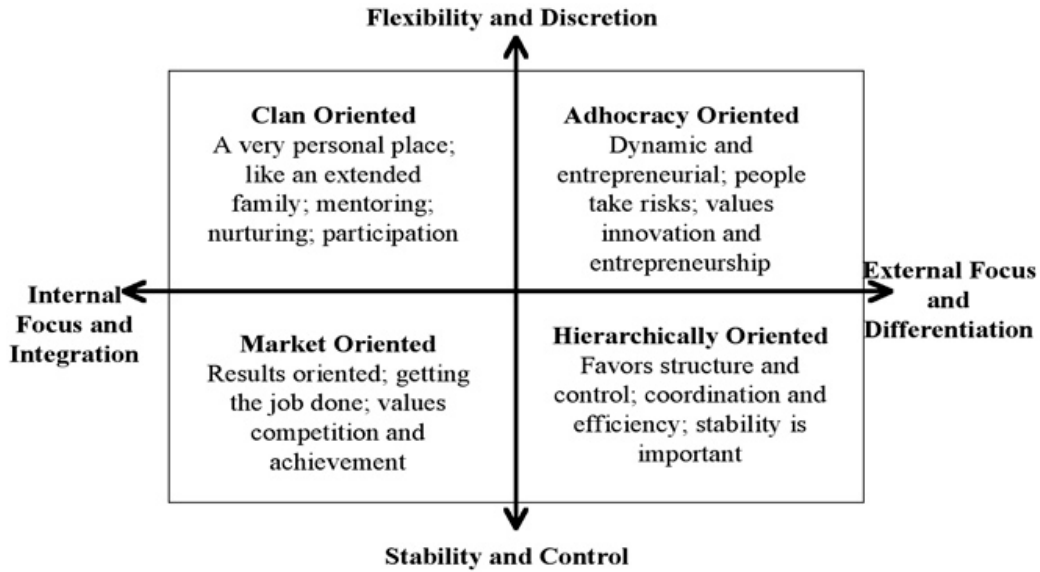 Flexibility and Discretion
Clan Oriented
A very personal place;
like an extended
family; mentoring;
nurturing; participation
Adhocracy Oriented
Dynamic and
entrepreneurial; people
take risks; values
innovation and
entrepreneurship
Internal
Focus and
Integration
External Focus
and
Differentiation
Market Oriented
Results oriented; getting
the job done; values
competition and
achievement
Hierarchically Oriented
Favors structure and
control; coordination and
efficiency; stability is
important
Stability and Control